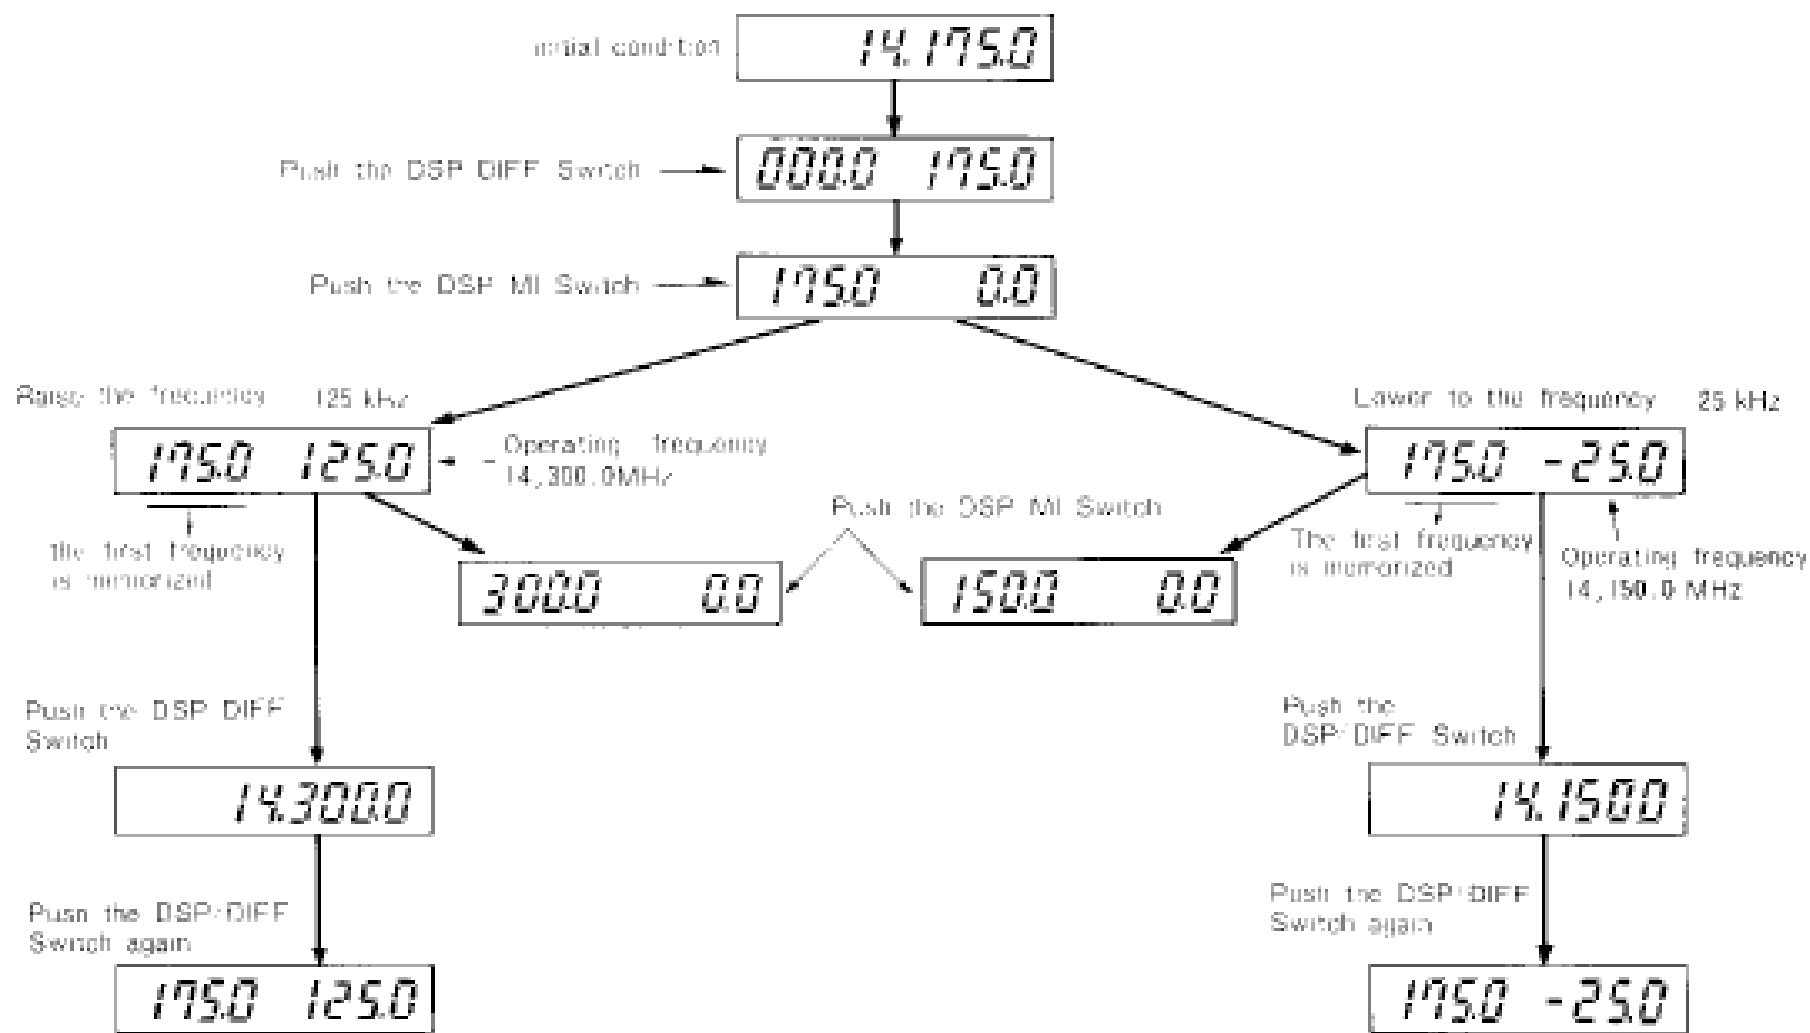 initial condition
14.175.0
Push the DSP DIFF Switch
000.0 175.0
Push the DSP MI Switch
175.0 0.0
Raise the frequency 125 kHz
175.0 125.0
Operating frequency
14,300.0MHz
the first frequency
is memorized
Lower to the frequency 25 kHz
175.0 -25.0
The first frequency
is memorized
Operating frequency
14,150.0 MHz
Push the DSP MI Switch
300.0 0.0
150.0 0.0
Push the DSP DIFF
Switch
14.300.0
Push the DSP/DIFF
Switch again
175.0 125.0
Push the
DSP/DIFF Switch
14.150.0
Push the DSP/DIFF
Switch again
175.0 -25.0